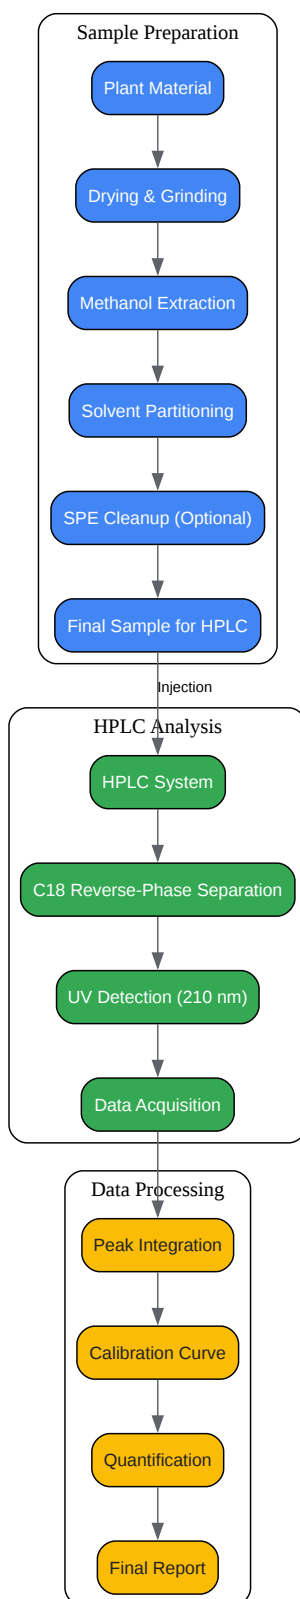 Sample Preparation
Plant Material
Drying & Grinding
Methanol Extraction
Solvent Partitioning
SPE Cleanup (Optional)
Final Sample for HPLC
Injection
HPLC Analysis
HPLC System
C18 Reverse-Phase Separation
UV Detection (210 nm)
Data Acquisition
Data Processing
Peak Integration
Calibration Curve
Quantification
Final Report